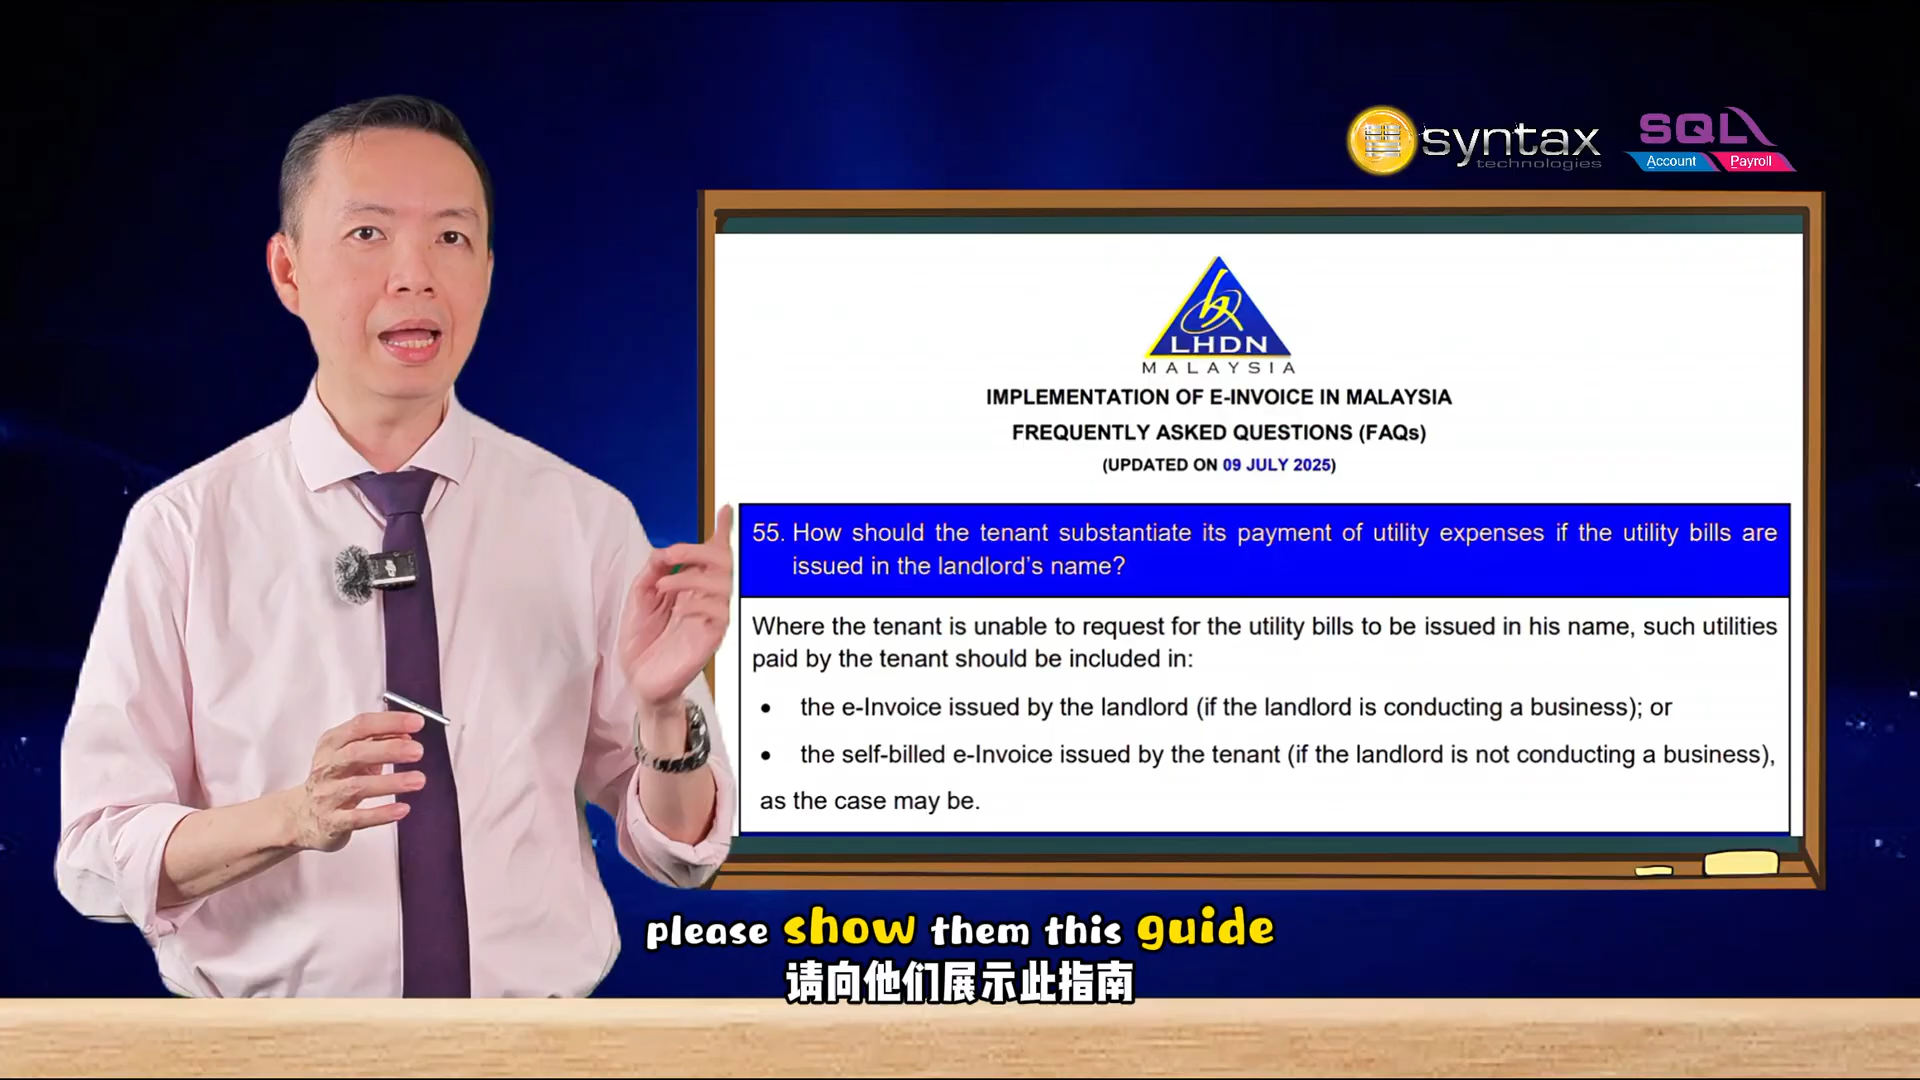 syntax
technologies
SQL
Account Payroll
LHDN
MALAYSIA
IMPLEMENTATION OF E-INVOICE IN MALAYSIA
FREQUENTLY ASKED QUESTIONS (FAQs)
(UPDATED ON 09 JULY 2025)
55. How should the tenant substantiate its payment of utility expenses if the utility bills are
issued in the landlord's name?
Where the tenant is unable to request for the utility bills to be issued in his name, such utilities
paid by the tenant should be included in:
• the e-Invoice issued by the landlord (if the landlord is conducting a business); or
• the self-billed e-Invoice issued by the tenant (if the landlord is not conducting a business),
as the case may be.
please show them this guide
请向他们展示此指南